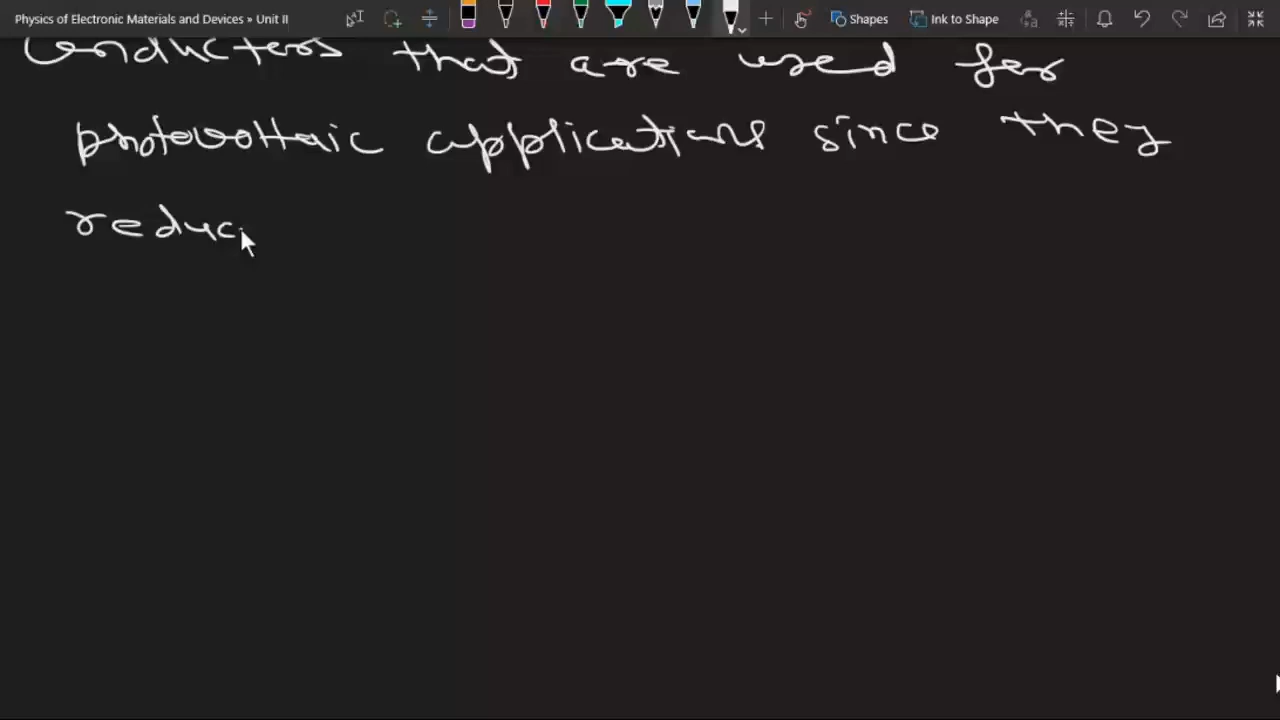 Physics of Electronic Materials and Devices » Unit II
Shapes
Ink to Shape
conductors that are used for
photovoltaic applications since they
reduc